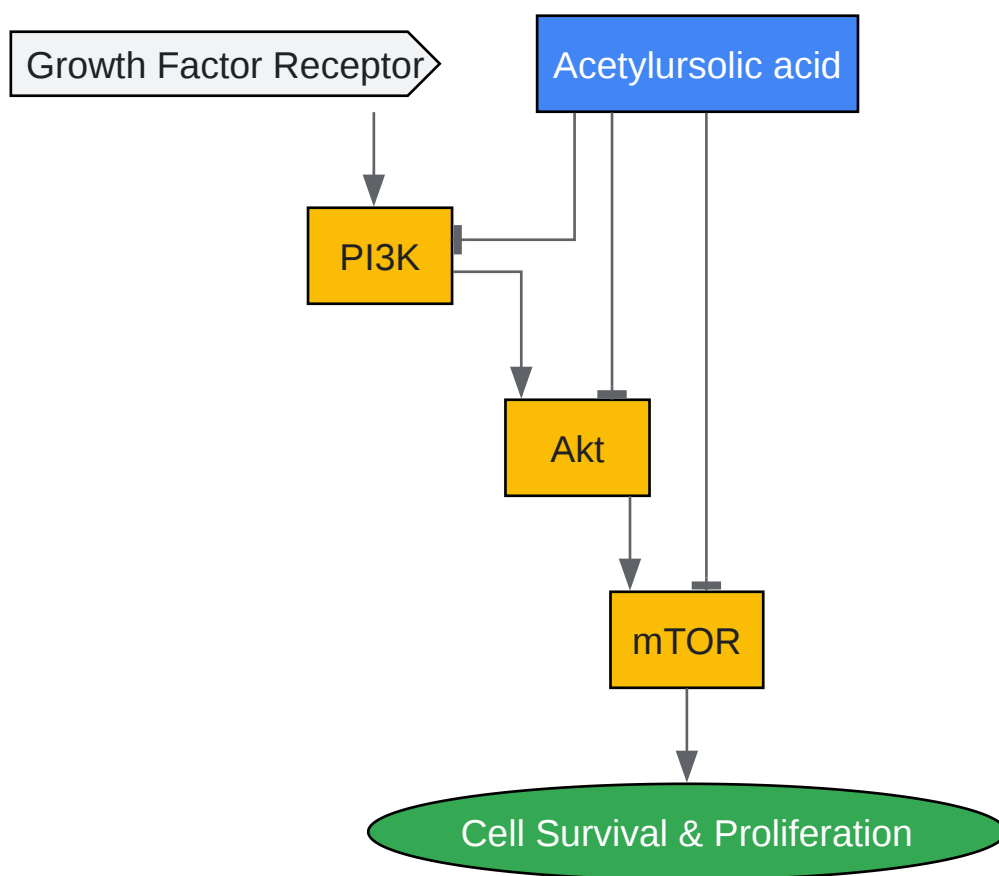 Growth Factor Receptor
Acetylursolic acid
PI3K
Akt
mTOR
Cell Survival & Proliferation